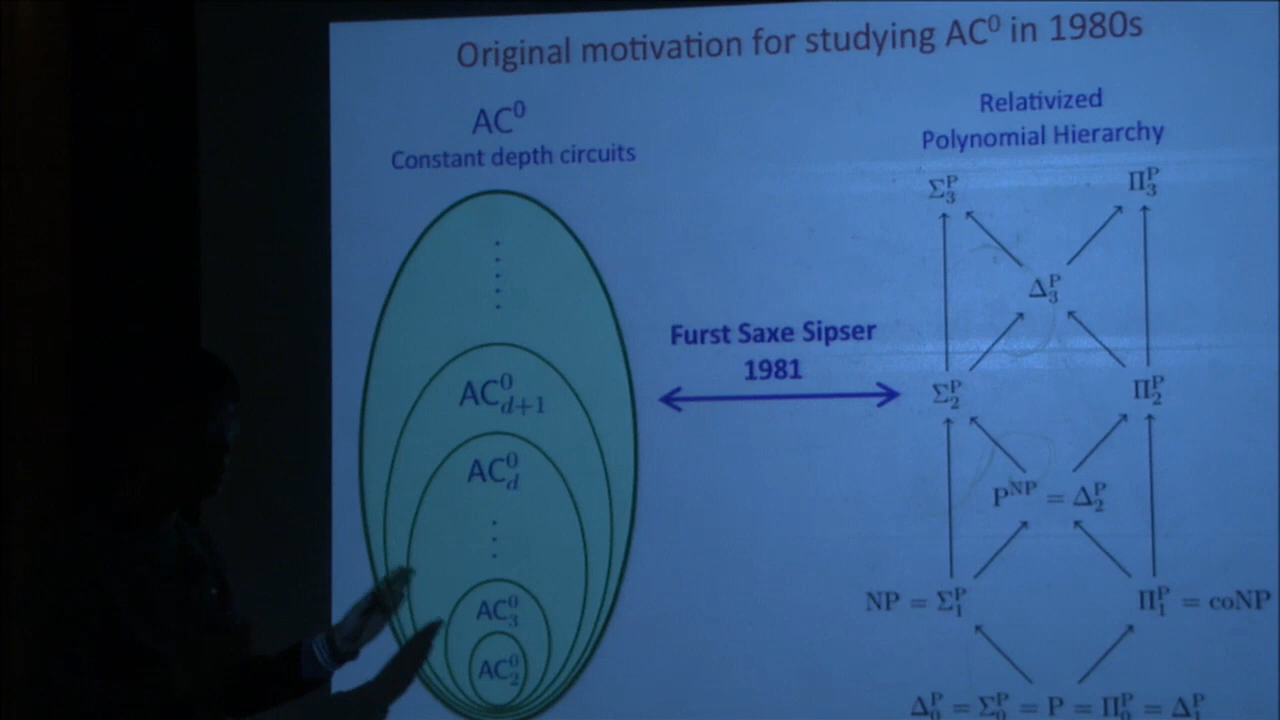 Original motivation for studying AC⁰ in 1980s
AC⁰
Constant depth circuits
Relativized
Polynomial Hierarchy
Σ₃ᴾ Π₃ᴾ
Δ₃ᴾ
Furst Saxe Sipser
1981
AC⁰_{d+1}
Σ₂ᴾ Π₂ᴾ
AC⁰_d
Pᴺᴾ = Δ₂ᴾ
AC⁰₃
NP = Σ₁ᴾ Π₁ᴾ = coNP
AC⁰₂
Δ₀ᴾ = Σ₀ᴾ = P = Π₀ᴾ = Δ₁ᴾ